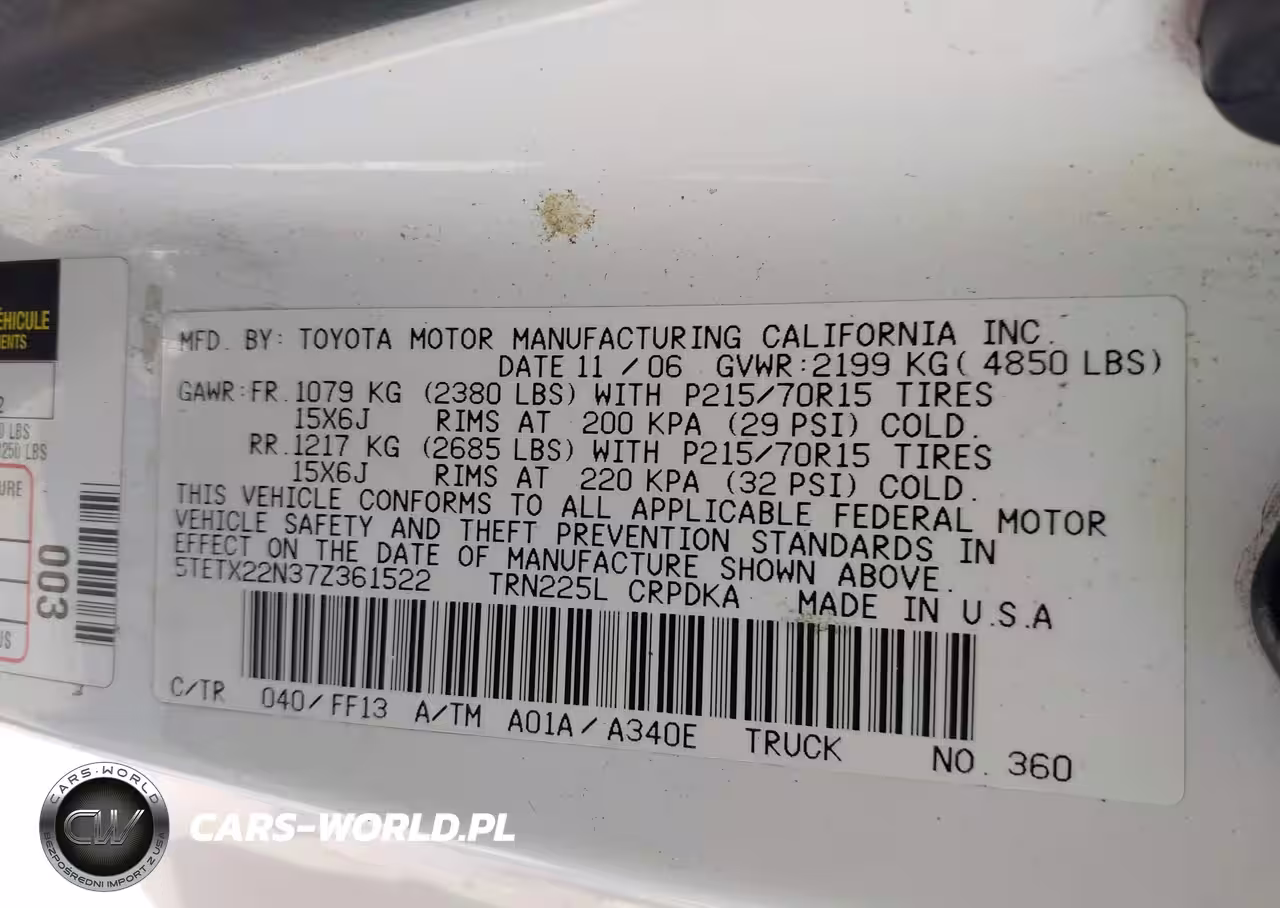 MFD. BY: TOYOTA MOTOR MANUFACTURING CALIFORNIA INC.
DATE 11 / 06 GVWR: 2199 KG( 4850 LBS)
GAWR: FR. 1079 KG (2380 LBS) WITH P215/70R15 TIRES
15X6J RIMS AT 200 KPA (29 PSI) COLD.
RR. 1217 KG (2685 LBS) WITH P215/70R15 TIRES
15X6J RIMS AT 220 KPA (32 PSI) COLD.
THIS VEHICLE CONFORMS TO ALL APPLICABLE FEDERAL MOTOR
VEHICLE SAFETY AND THEFT PREVENTION STANDARDS IN
EFFECT ON THE DATE OF MANUFACTURE SHOWN ABOVE.
5TETX22N37Z361522 TRN225L CRPDKA MADE IN U.S.A
C/TR 040/FF13 A/TM A01A/A340E TRUCK NO. 360
003
LBS
LBS
CARS-WORLD
CW
BEZPOŚREDNI IMPORT Z USA
CARS-WORLD.PL